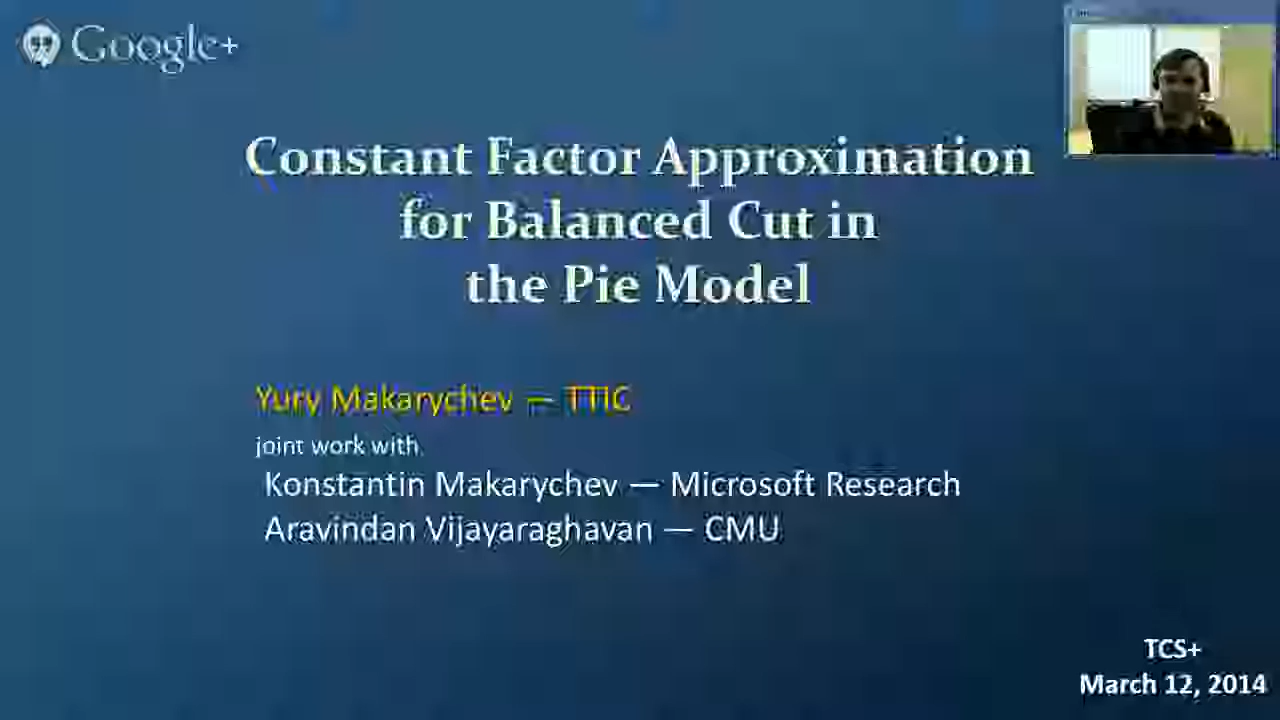 Google+
Constant Factor Approximation
for Balanced Cut in
the Pie Model
Yury Makarychev — TTIC
joint work with
Konstantin Makarychev — Microsoft Research
Aravindan Vijayaraghavan — CMU
TCS+
March 12, 2014